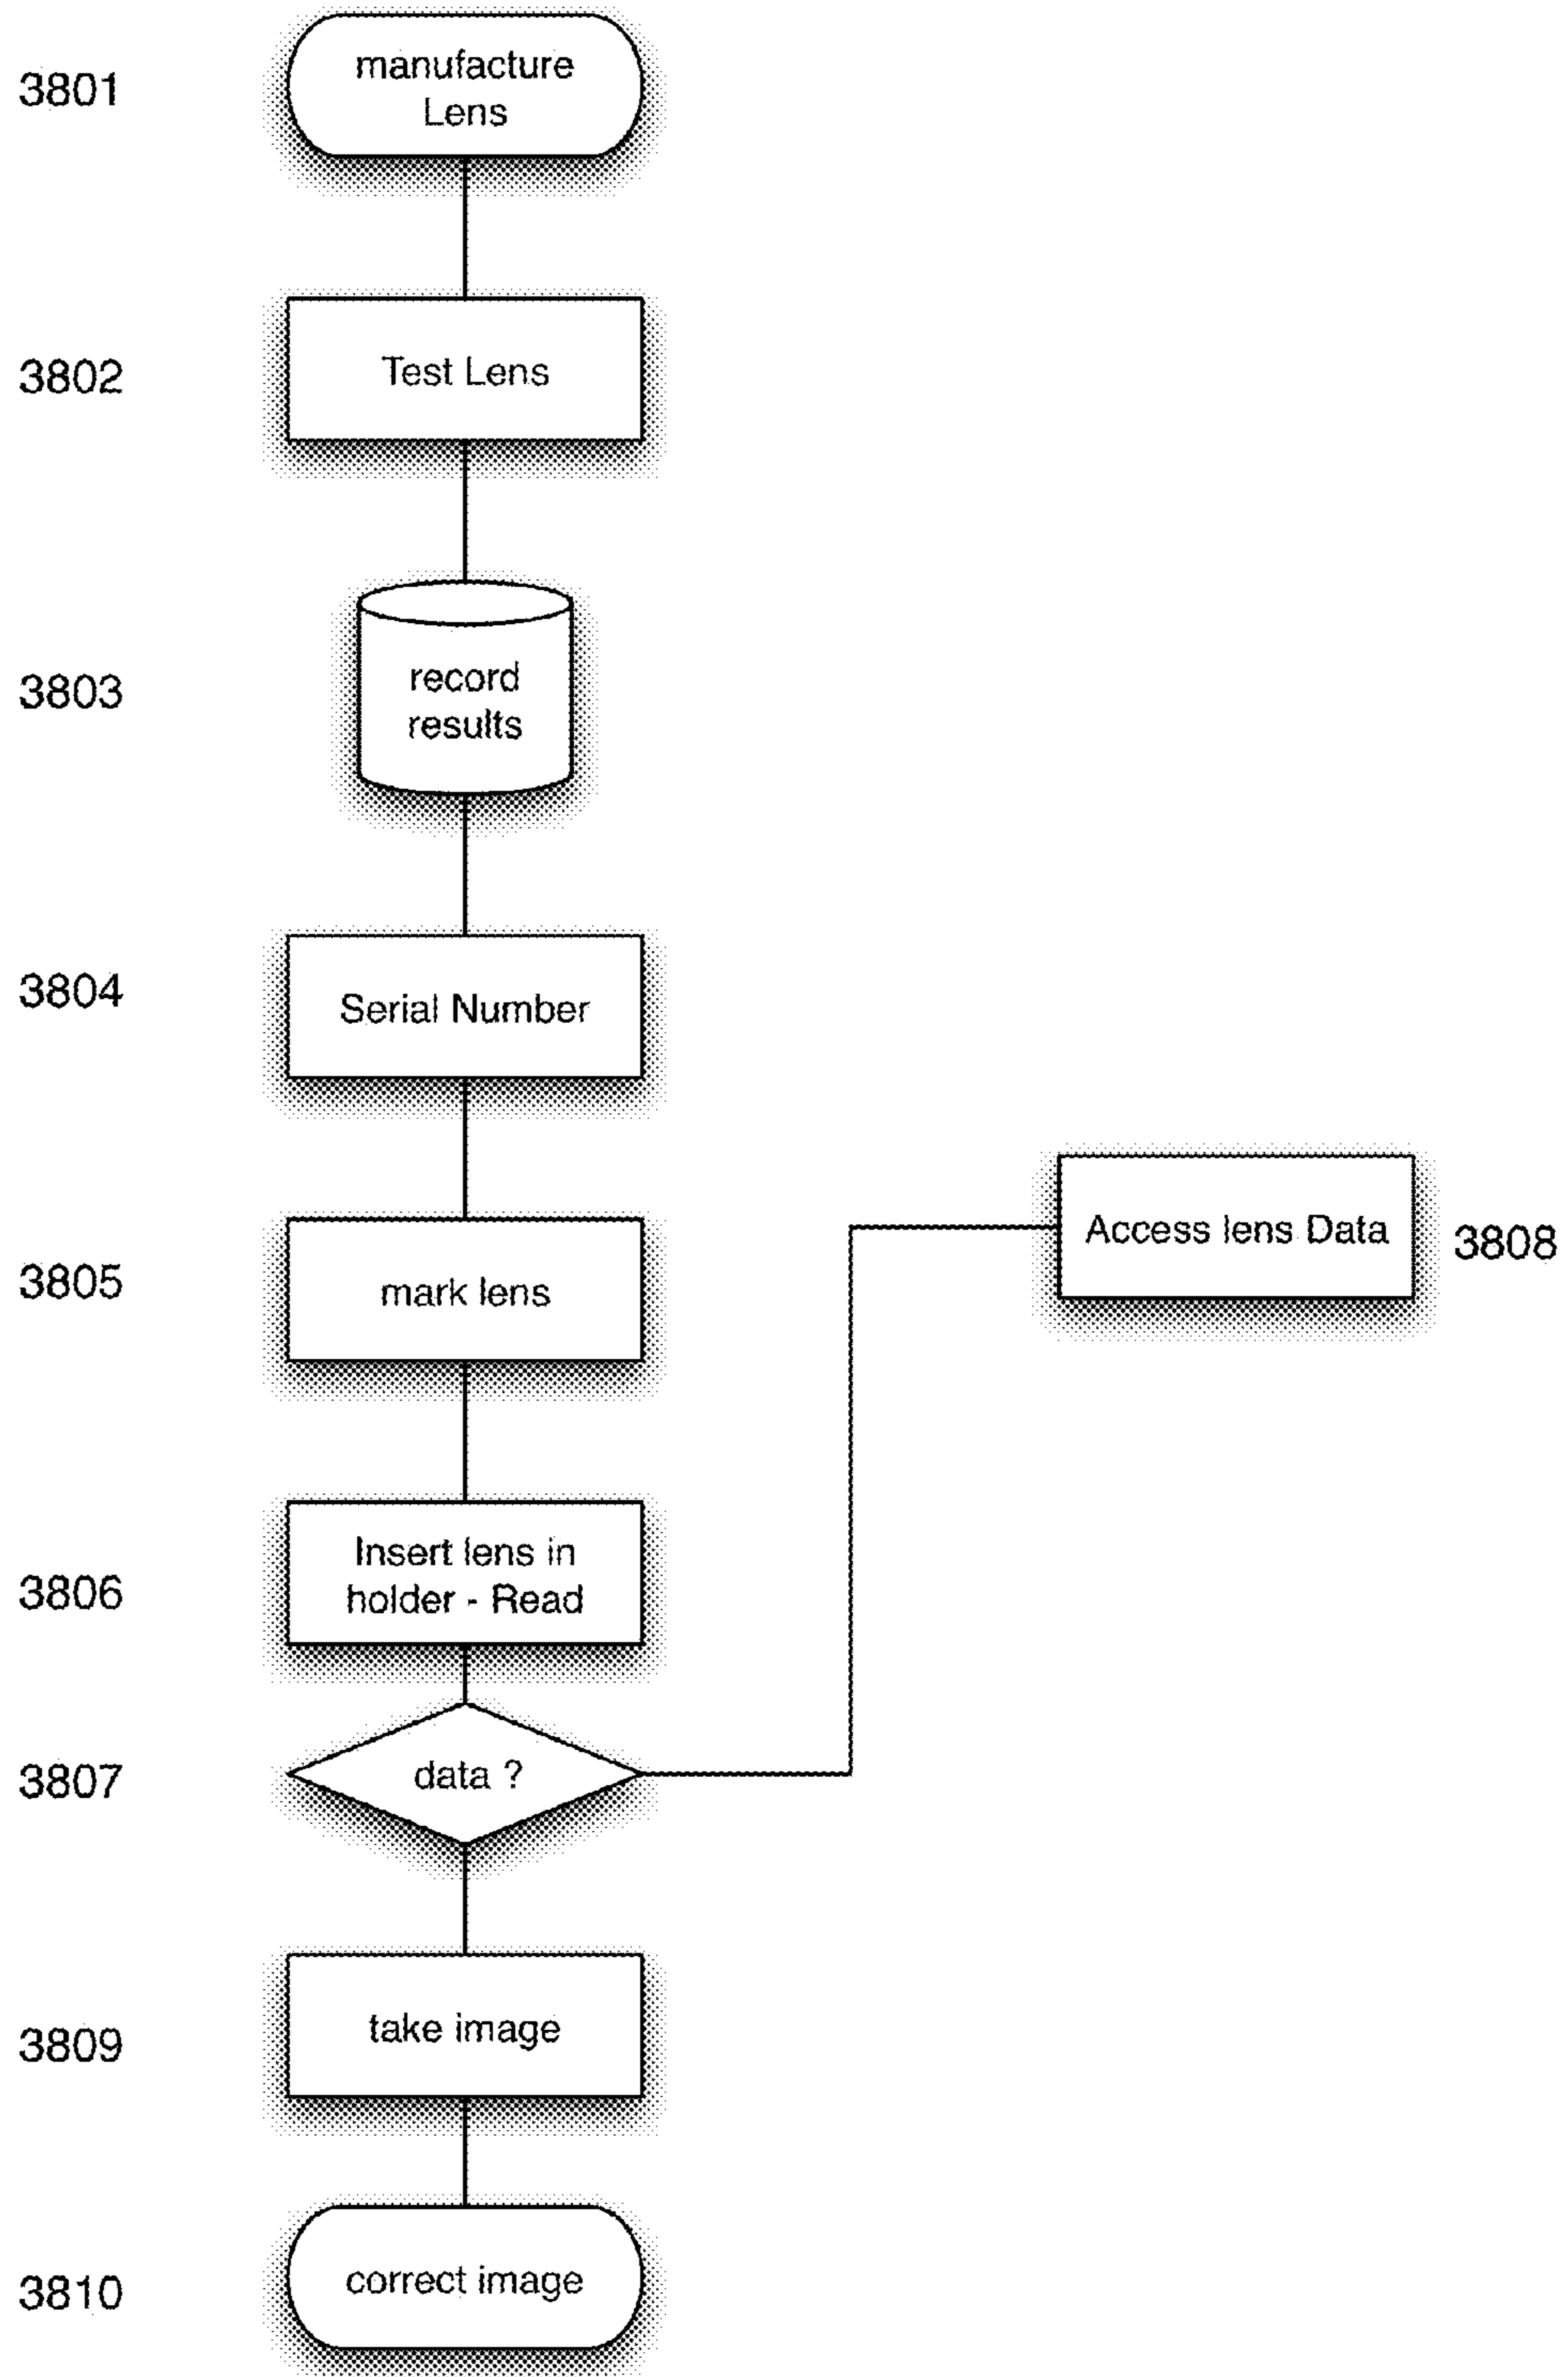 3801
manufacture
Lens
3802
Test Lens
3803
record
results
3804
Serial Number
3805
mark lens
Access lens Data
3808
3806
Insert lens in
holder - Read
3807
data ?
3809
take image
3810
correct image